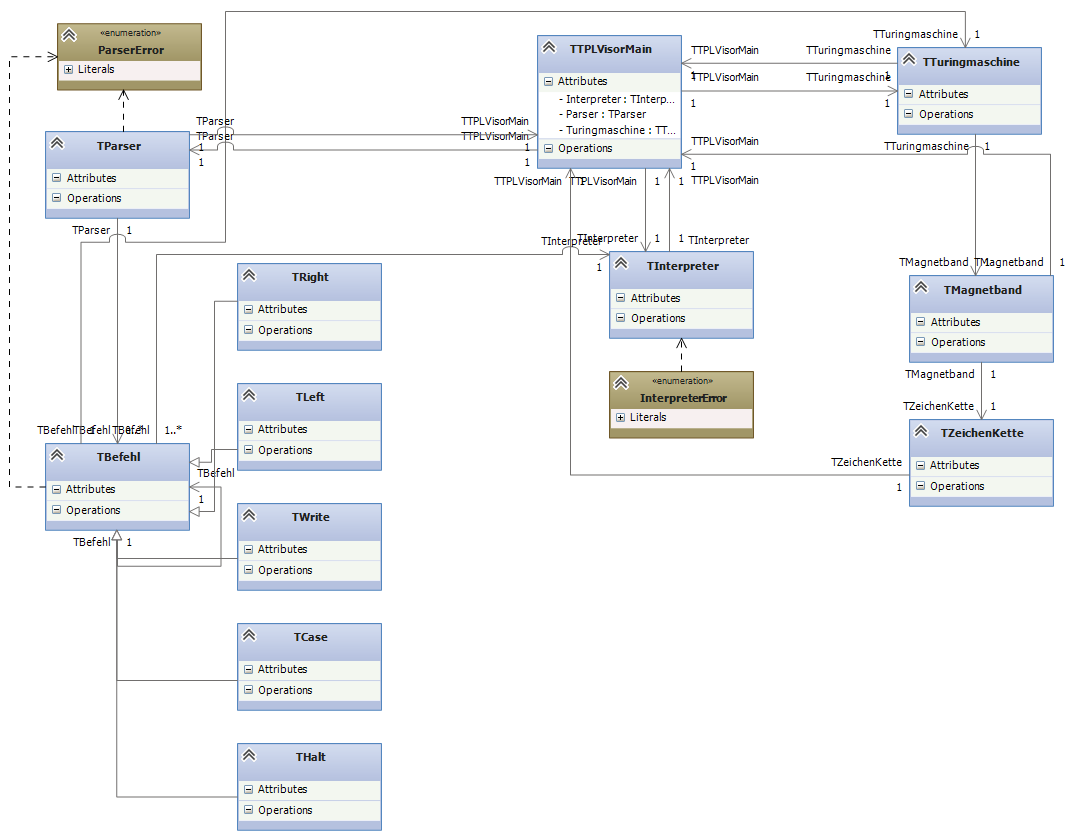 «enumeration»
ParserError
Literals
TTuringmaschine 1
TTPLVisorMain
Attributes
- Interpreter : TInterp...
- Parser : TParser
- Turingmaschine : TT...
Operations
TTPLVisorMain TTuringmaschine
1
TTPLVisorMain TTuringmaschine
1
1 1
TTuringmaschine
Attributes
Operations
TParser TTPLVisorMain
1
TParser TTPLVisorMain
1
1 1
TParser
Attributes
Operations
TTPLVisorMain
1
TTuringmaschine 1
TTPLVisorMain 1
TTPLVisorMain 1
1 TTPLVisorMain
TParser 1
TInterpreter
1
TInterpreter 1
1 TInterpreter
TInterpreter
Attributes
Operations
TMagnetband
TMagnetband 1
TMagnetband
Attributes
Operations
TRight
Attributes
Operations
«enumeration»
InterpreterError
Literals
TMagnetband 1
TZeichenKette 1
TLeft
Attributes
Operations
TBefehl 1
TBefehl 0..*
TBefehl 1..*
TBefehl
Attributes
Operations
TBefehl
1
TZeichenKette
1
TZeichenKette
Attributes
Operations
TWrite
Attributes
Operations
TBefehl 1
TCase
Attributes
Operations
THalt
Attributes
Operations